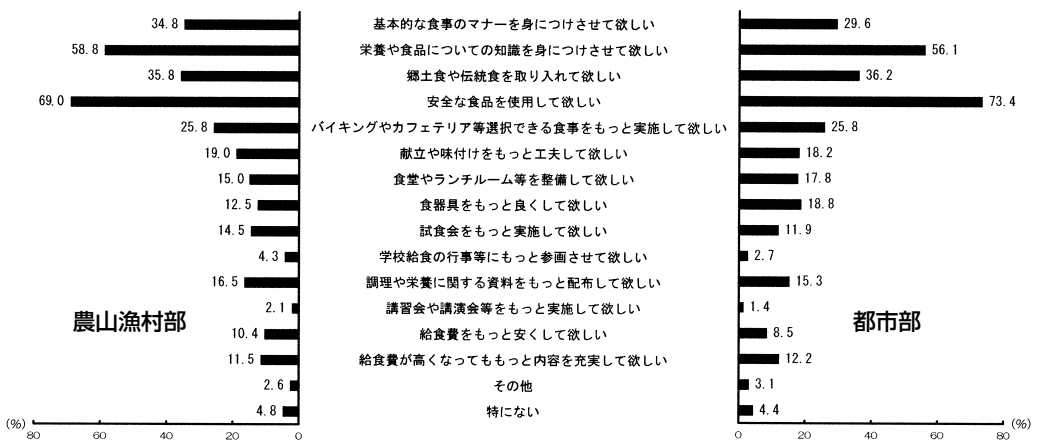 34.8 基本的な食事のマナーを身につけさせて欲しい 29.6
58.8 栄養や食品についての知識を身につけさせて欲しい 56.1
35.8 郷土食や伝統食を取り入れて欲しい 36.2
69.0 安全な食品を使用して欲しい 73.4
25.8 バイキングやカフェテリア等選択できる食事をもっと実施して欲しい 25.8
19.0 献立や味付けをもっと工夫して欲しい 18.2
15.0 食堂やランチルーム等を整備して欲しい 17.8
12.5 食器具をもっと良くして欲しい 18.8
14.5 試食会をもっと実施して欲しい 11.9
4.3 学校給食の行事等にもっと参画させて欲しい 2.7
16.5 調理や栄養に関する資料をもっと配布して欲しい 15.3
2.1 講習会や講演会等をもっと実施して欲しい 1.4
農山漁村部 都市部
10.4 給食費をもっと安くして欲しい 8.5
11.5 給食費が高くなってももっと内容を充実して欲しい 12.2
2.6 その他 3.1
4.8 特にない 4.4
(%) (%)
80 60 40 20 0 0 20 40 60 80